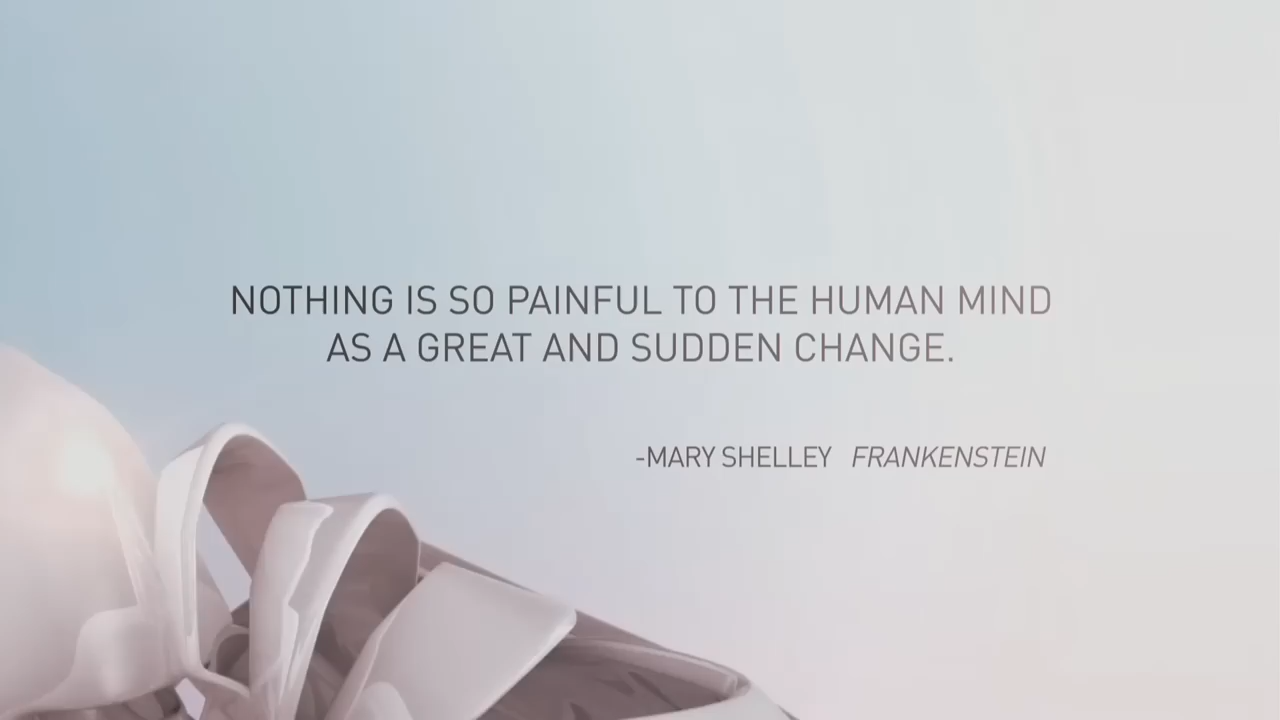 NOTHING IS SO PAINFUL TO THE HUMAN MIND
AS A GREAT AND SUDDEN CHANGE.
-MARY SHELLEY FRANKENSTEIN